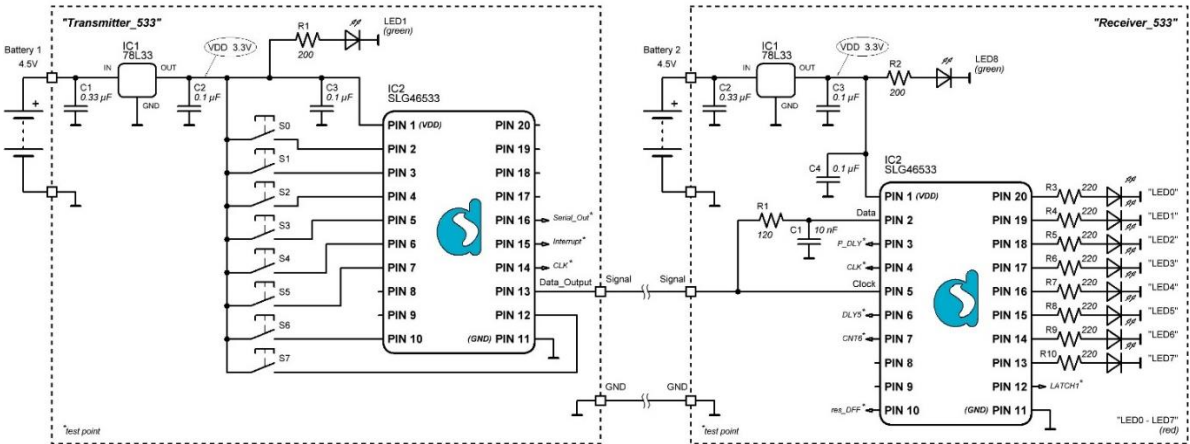 "Transmitter_533"
Battery 1
4.5V
IC1
78L33
IN
OUT
GND
C1
0.33 µF
C2
0.1 µF
VDD 3.3V
R1
200
LED1
(green)
C3
0.1 µF
IC2
SLG46533
S0
S1
S2
S3
S4
S5
S6
S7
PIN 1 (VDD)
PIN 2
PIN 3
PIN 4
PIN 5
PIN 6
PIN 7
PIN 8
PIN 9
PIN 10
PIN 20
PIN 19
PIN 18
PIN 17
PIN 16
PIN 15
PIN 14
PIN 13
PIN 12
(GND) PIN 11
Serial_Out*
Interrupt*
CLK*
Data_Output
Signal
GND
*test point
"Receiver_533"
Battery 2
4.5V
Signal
GND
IC1
78L33
IN
OUT
GND
C2
0.33 µF
C3
0.1 µF
VDD 3.3V
R2
200
LED8
(green)
C4
0.1 µF
IC2
SLG46533
R1
120
C1
10 nF
Data
P_DLY*
CLK*
Clock
DLY5*
CNT6*
res_DFF*
PIN 1 (VDD)
PIN 2
PIN 3
PIN 4
PIN 5
PIN 6
PIN 7
PIN 8
PIN 9
PIN 10
PIN 20
PIN 19
PIN 18
PIN 17
PIN 16
PIN 15
PIN 14
PIN 13
PIN 12
(GND) PIN 11
R3 220 "LED0"
R4 220 "LED1"
R5 220 "LED2"
R6 220 "LED3"
R7 220 "LED4"
R8 220 "LED5"
R9 220 "LED6"
R10 220 "LED7"
LATCH1*
"LED0 - LED7"
(red)
*test point